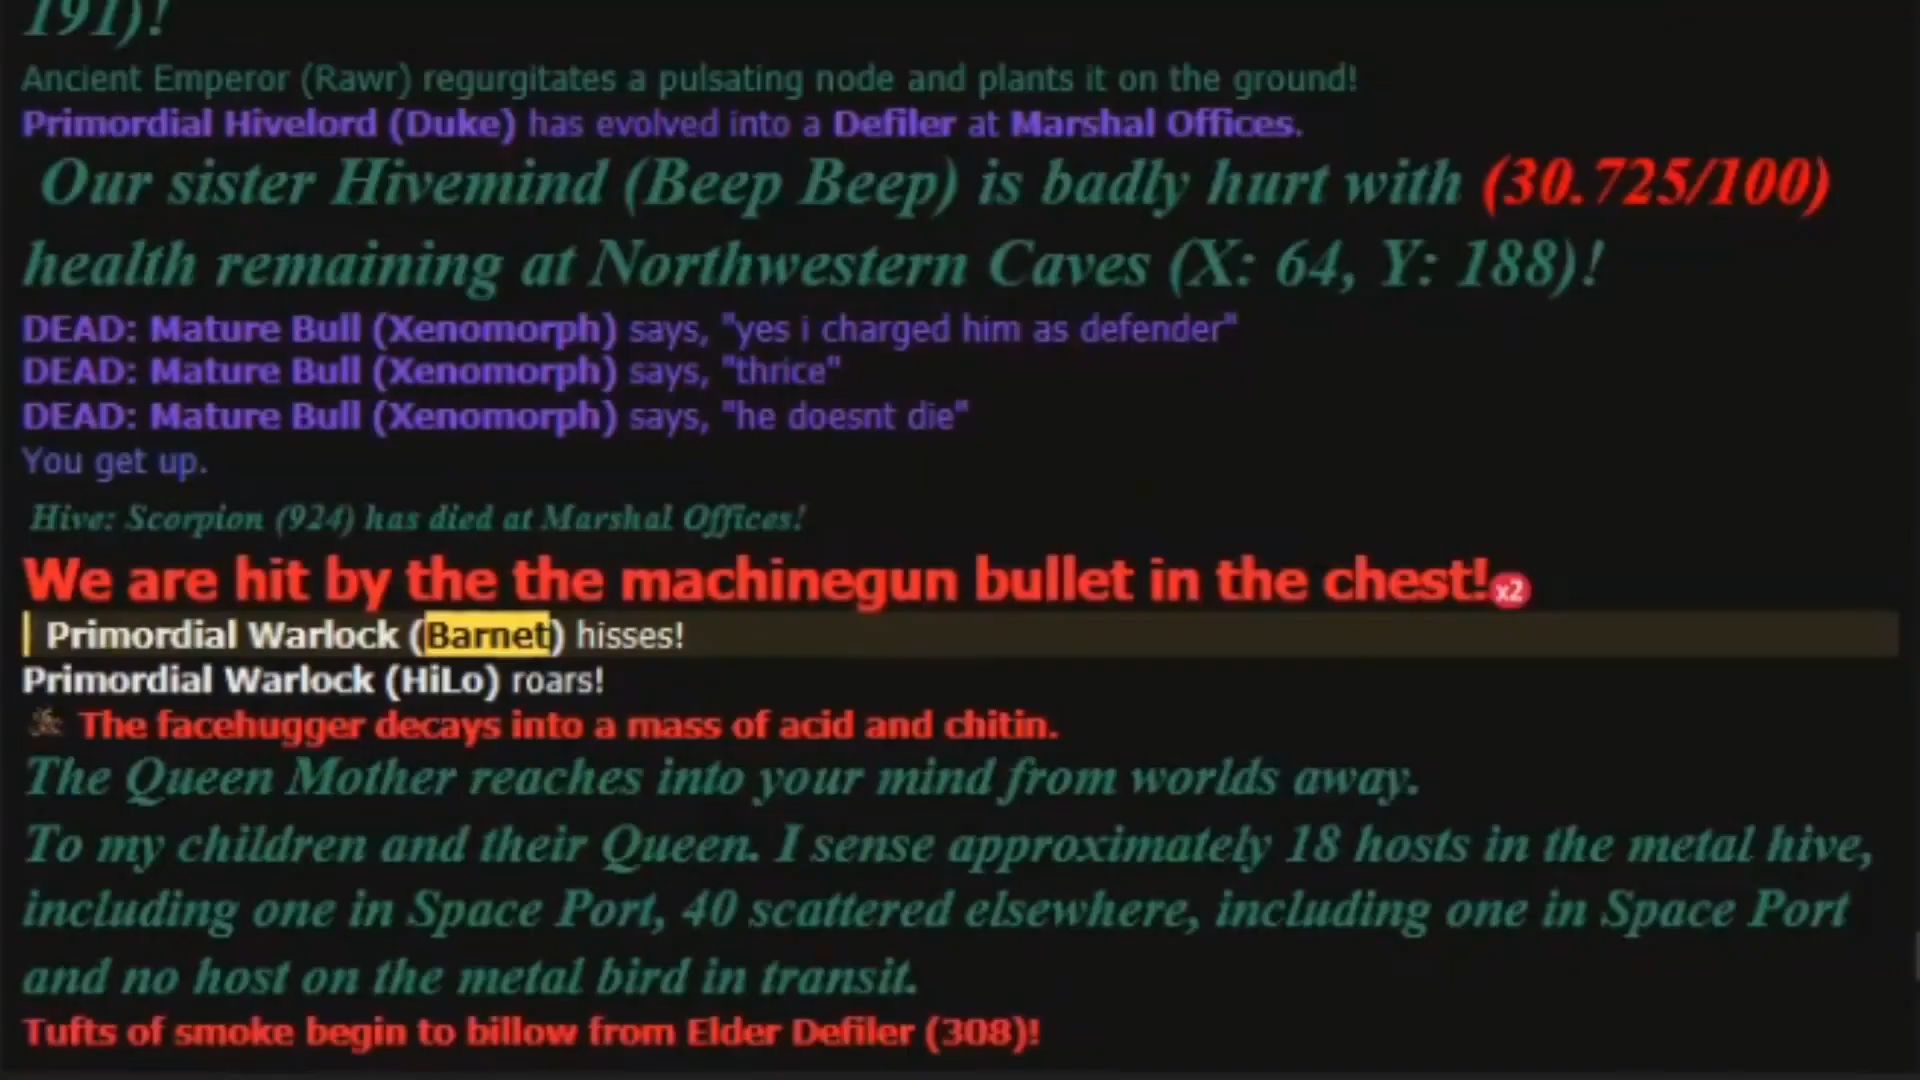 191)!
Ancient Emperor (Rawr) regurgitates a pulsating node and plants it on the ground!
Primordial Hivelord (Duke) has evolved into a Defiler at Marshal Offices.
Our sister Hivemind (Beep Beep) is badly hurt with (30.725/100)
health remaining at Northwestern Caves (X: 64, Y: 188)!
DEAD: Mature Bull (Xenomorph) says, "yes i charged him as defender"
DEAD: Mature Bull (Xenomorph) says, "thrice"
DEAD: Mature Bull (Xenomorph) says, "he doesnt die"
You get up.
Hive: Scorpion (924) has died at Marshal Offices!
We are hit by the the machinegun bullet in the chest! x2
Primordial Warlock (Barnet) hisses!
Primordial Warlock (HiLo) roars!
The facehugger decays into a mass of acid and chitin.
The Queen Mother reaches into your mind from worlds away.
To my children and their Queen. I sense approximately 18 hosts in the metal hive,
including one in Space Port, 40 scattered elsewhere, including one in Space Port
and no host on the metal bird in transit.
Tufts of smoke begin to billow from Elder Defiler (308)!